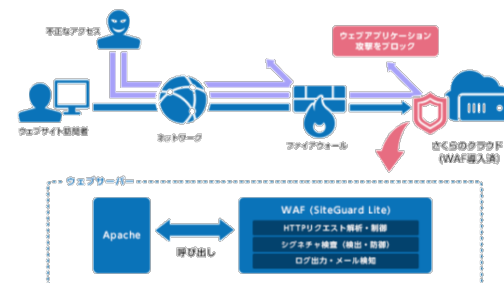 不正なアクセス
ウェブアプリケーション
攻撃をブロック
ウェブサイト訪問者
ネットワーク
ファイアウォール
さくらのクラウド
(WAF導入済)
ウェブサーバー
Apache
呼び出し
WAF (SiteGuard Lite)
HTTPリクエスト解析・制御
シグネチャ検査（検出・防御）
ログ出力・メール検知